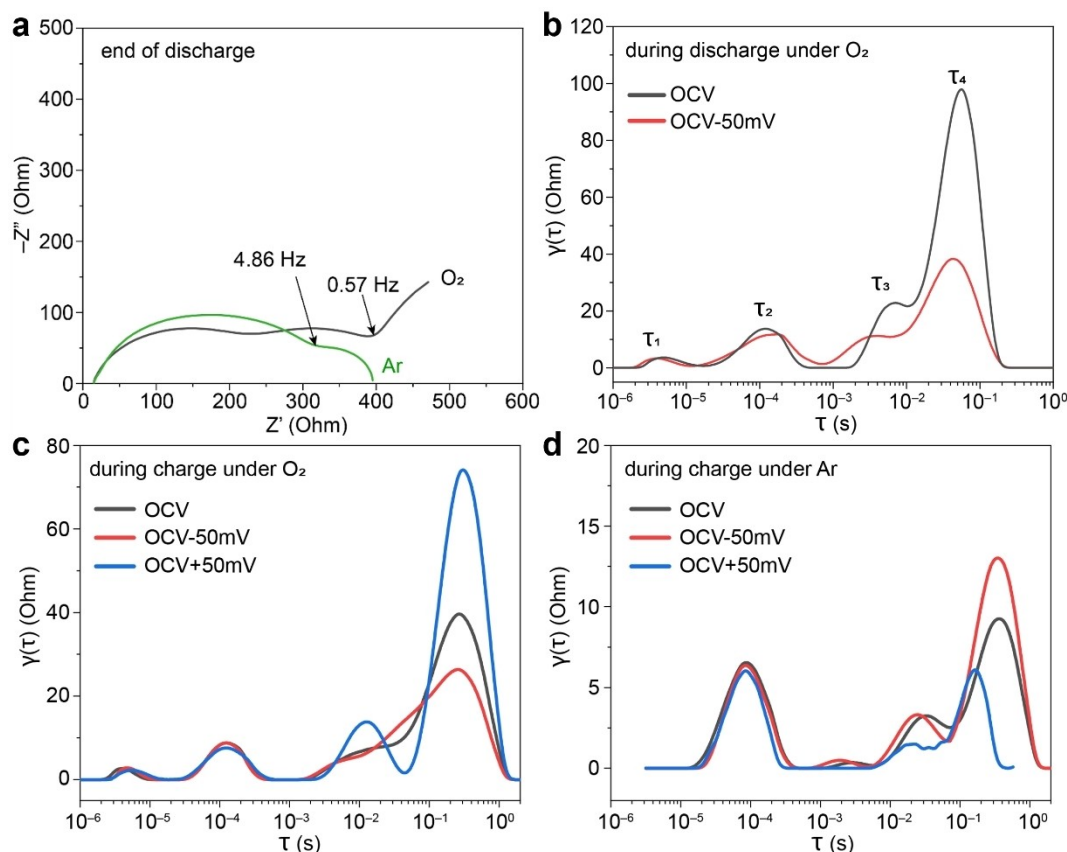 a
end of discharge
500
400
300
200
100
0
−Z'' (Ohm)
4.86 Hz
0.57 Hz
O₂
Ar
0 100 200 300 400 500 600
Z' (Ohm)
b
during discharge under O₂
OCV
OCV-50mV
120
100
80
60
40
20
0
γ(τ) (Ohm)
τ₁
τ₂
τ₃
τ₄
10⁻⁶ 10⁻⁵ 10⁻⁴ 10⁻³ 10⁻² 10⁻¹ 10⁰
τ (s)
c
during charge under O₂
OCV
OCV-50mV
OCV+50mV
80
60
40
20
0
γ(τ) (Ohm)
10⁻⁶ 10⁻⁵ 10⁻⁴ 10⁻³ 10⁻² 10⁻¹ 10⁰
τ (s)
d
during charge under Ar
OCV
OCV-50mV
OCV+50mV
20
15
10
5
0
γ(τ) (Ohm)
10⁻⁶ 10⁻⁵ 10⁻⁴ 10⁻³ 10⁻² 10⁻¹ 10⁰
τ (s)